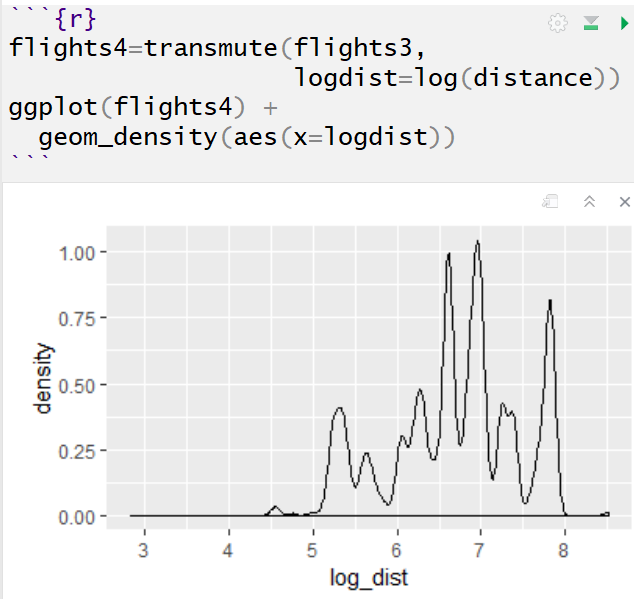 ```{r}
flights4=transmute(flights3,
logdist=log(distance))
ggplot(flights4) +
geom_density(aes(x=logdist))
```
1.00
0.75
0.50
0.25
0.00
density
3 4 5 6 7 8
log_dist